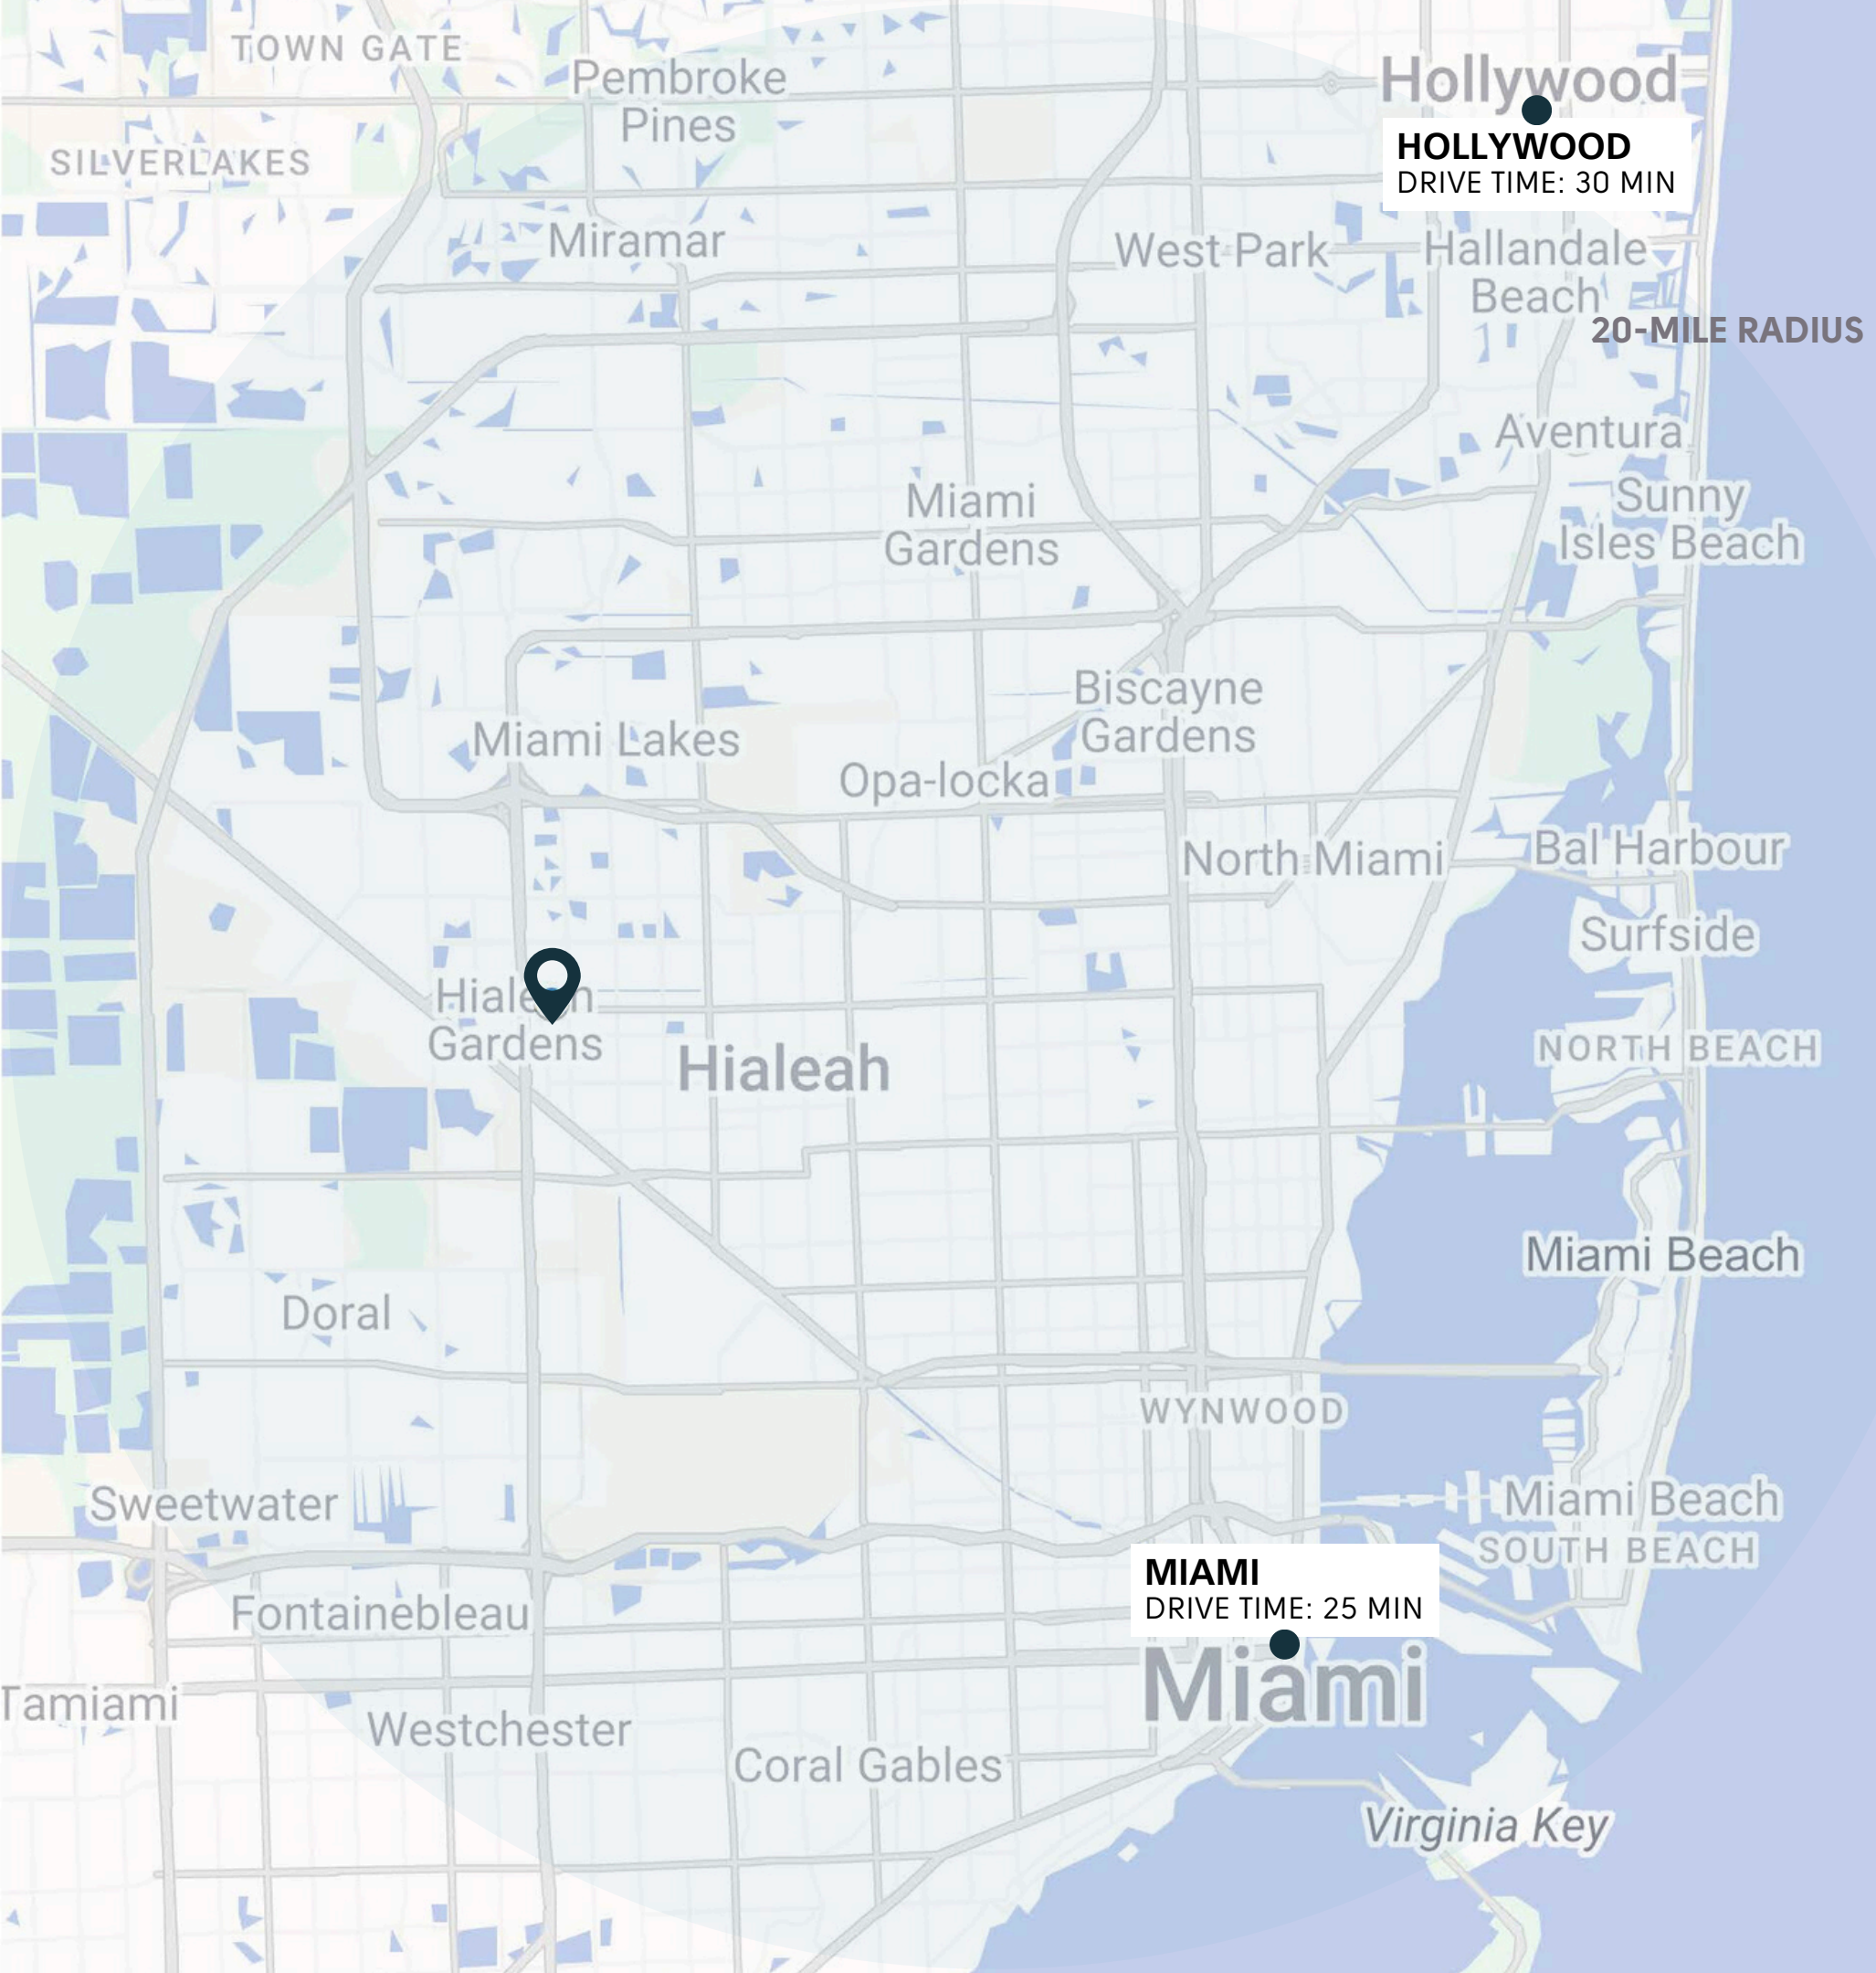 TOWN GATE
Pembroke
Pines
Hollywood
HOLLYWOOD
DRIVE TIME: 30 MIN
SILVERLAKES
Miramar
West Park
Hallandale
Beach
20-MILE RADIUS
Aventura
Miami
Gardens
Sunny
Isles Beach
Biscayne
Gardens
Miami Lakes
Opa-locka
North Miami
Bal Harbour
Surfside
Hialeah
Gardens
Hialeah
NORTH BEACH
Miami Beach
Doral
WYNWOOD
Sweetwater
Miami Beach
SOUTH BEACH
MIAMI
DRIVE TIME: 25 MIN
Fontainebleau
Miami
Tamiami
Westchester
Coral Gables
Virginia Key